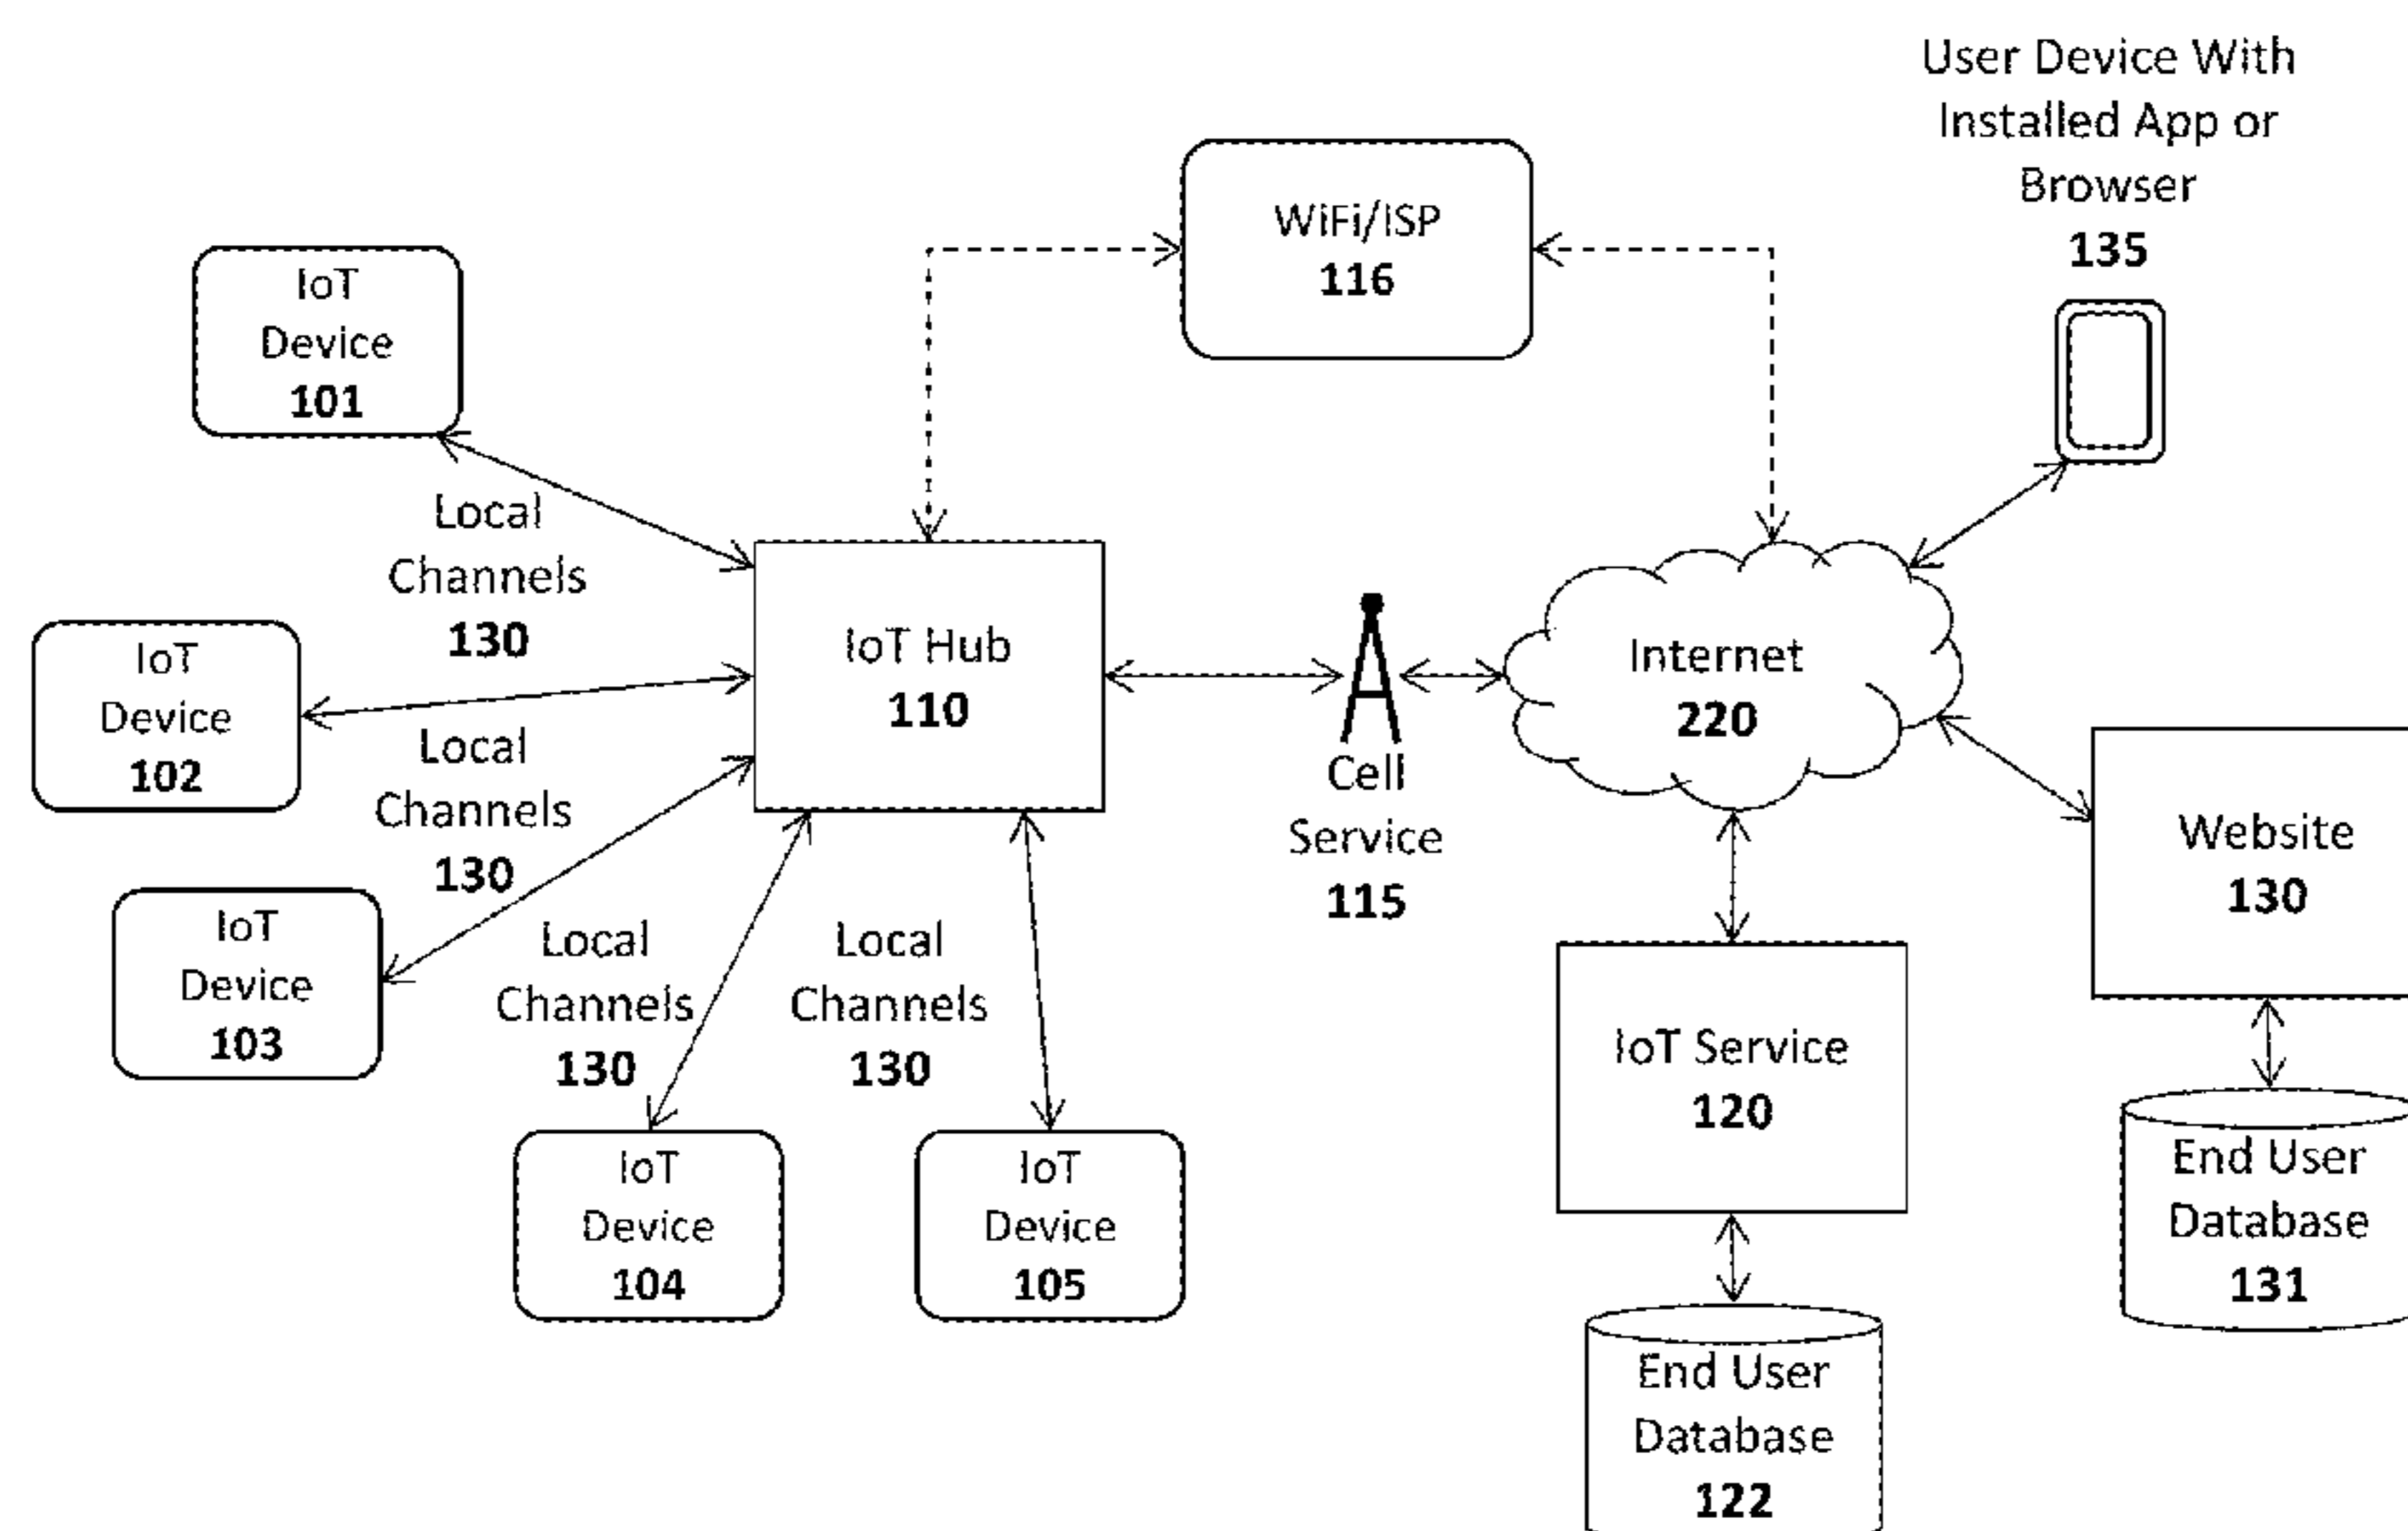 User Device With
Installed App or
Browser
135
WiFi/ISP
116
IoT
Device
101
Local
Channels
130
IoT Hub
110
Internet
220
IoT
Device
102
Local
Channels
130
Cell
Service
115
Website
130
IoT
Device
103
Local
Channels
130
Local
Channels
130
IoT Service
120
IoT
Device
104
IoT
Device
105
End User
Database
131
End User
Database
122